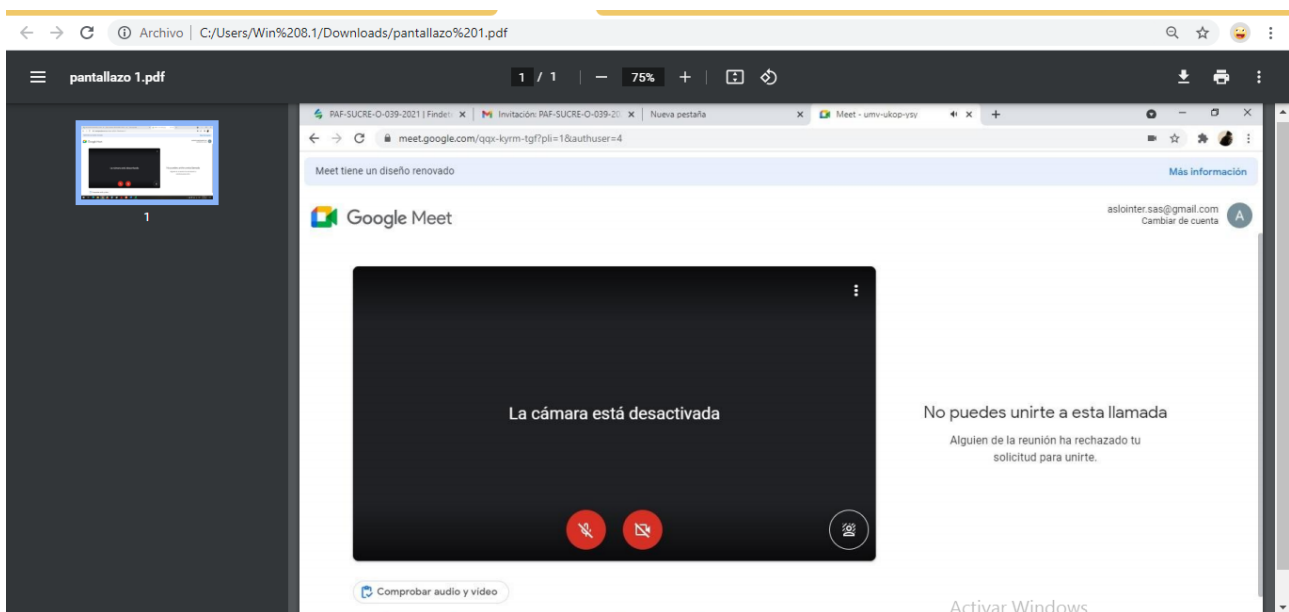 Archivo | C:/Users/Win%208.1/Downloads/pantallazo%201.pdf
pantallazo 1.pdf
1 / 1 | — 75% + |
PAF-SUCRE-O-039-2021 | Findet
Invitación: PAF-SUCRE-O-039-20
Nueva pestaña
Meet - umv-ukop-ysy
meet.google.com/qqx-kyrm-tgf?pli=1&authuser=4
Meet tiene un diseño renovado
Más información
Google Meet
aslointer.sas@gmail.com
Cambiar de cuenta
A
1
La cámara está desactivada
No puedes unirte a esta llamada
Alguien de la reunión ha rechazado tu
solicitud para unirte.
Comprobar audio y vídeo
Activar Windows